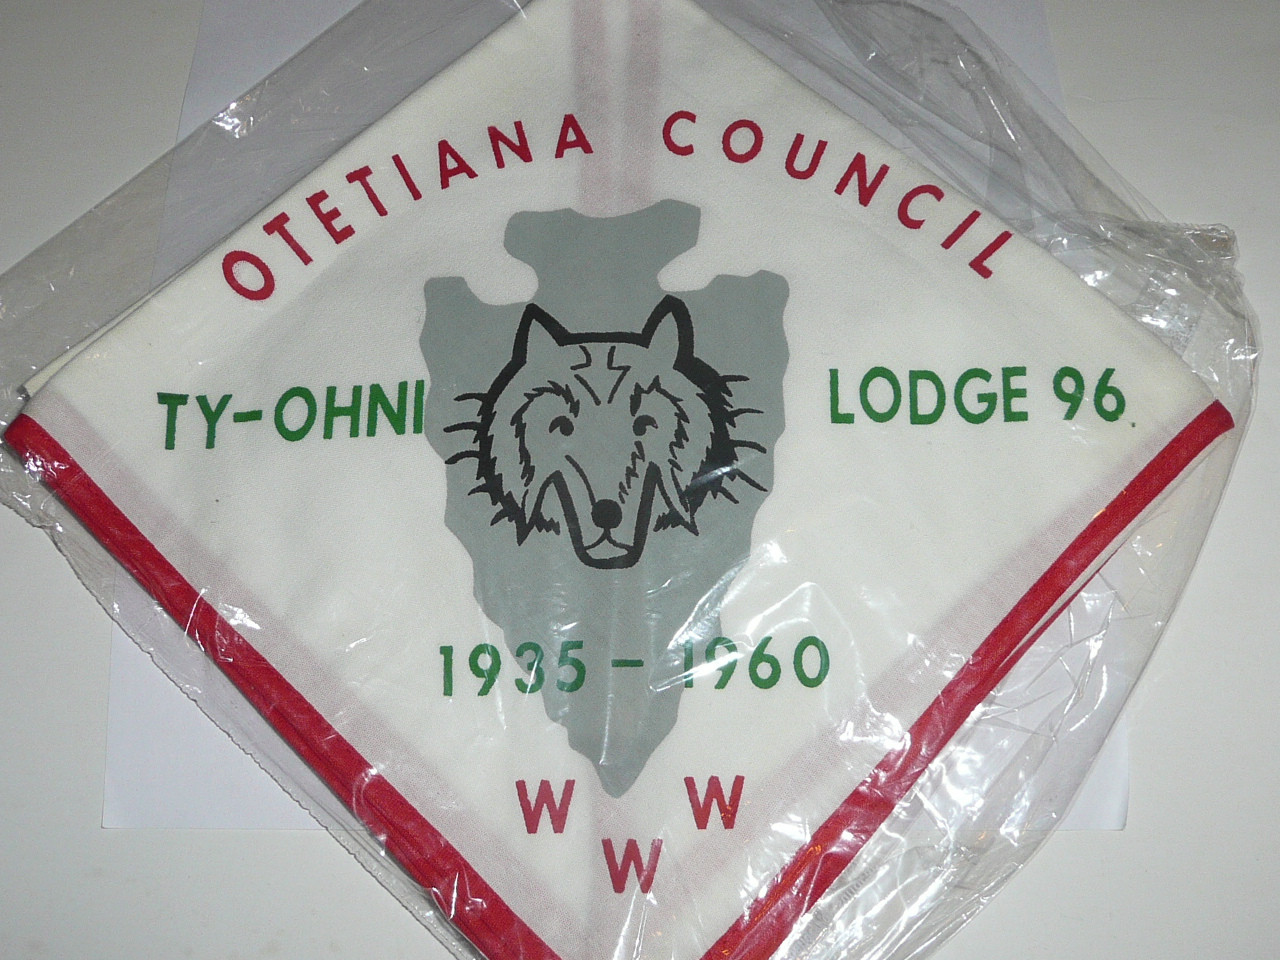 OTETIANA COUNCIL
TY-OHNI LODGE 96
1935 - 1960
W W
W